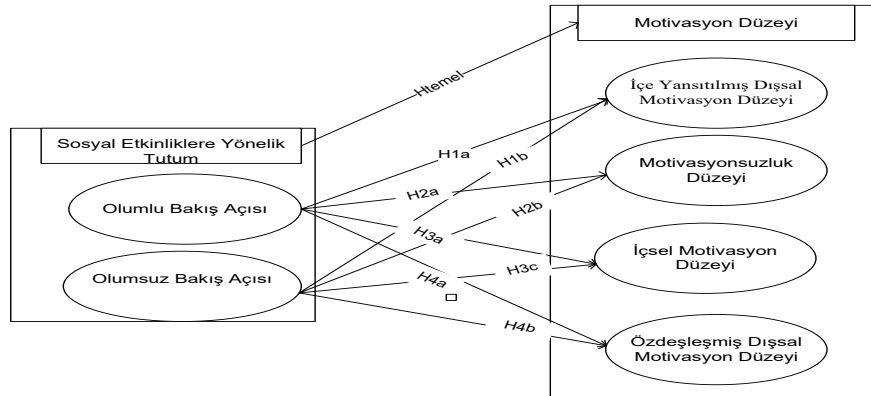 Motivasyon Düzeyi
Htemel
İçe Yansıtılmış Dışsal
Motivasyon Düzeyi
Sosyal Etkinliklere Yönelik
Tutum
H1a
H1b
Motivasyonsuzluk
Düzeyi
H2a
Olumlu Bakış Açısı
H2b
H3a
İçsel Motivasyon
Düzeyi
Olumsuz Bakış Açısı
H3c
H4a
H4b
Özdeşleşmiş Dışsal
Motivasyon Düzeyi